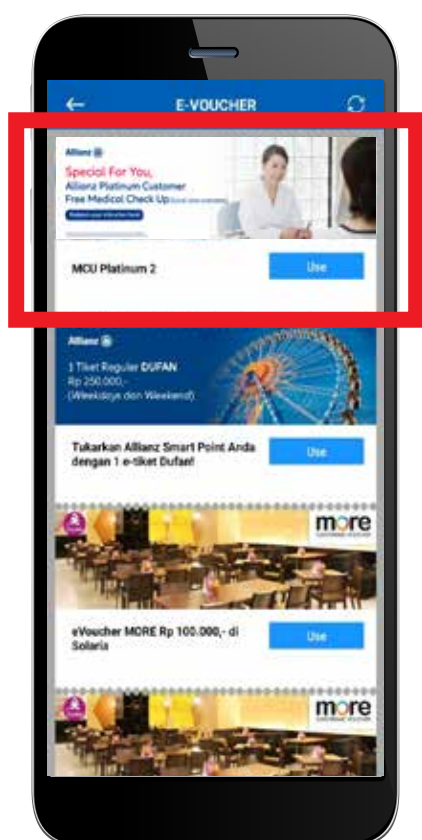 E-VOUCHER
Allianz
Special For You,
Allianz Platinum Customer
Free Medical Check Up
MCU Platinum 2
Use
Allianz
1 Tiket Reguler DUFAN
Rp 250.000,-
(Weekdays dan Weekend)
Tukarkan Allianz Smart Point Anda
dengan 1 e-tiket Dufan!
Use
more
eVoucher MORE Rp 100.000,- di
Solaria
Use
more